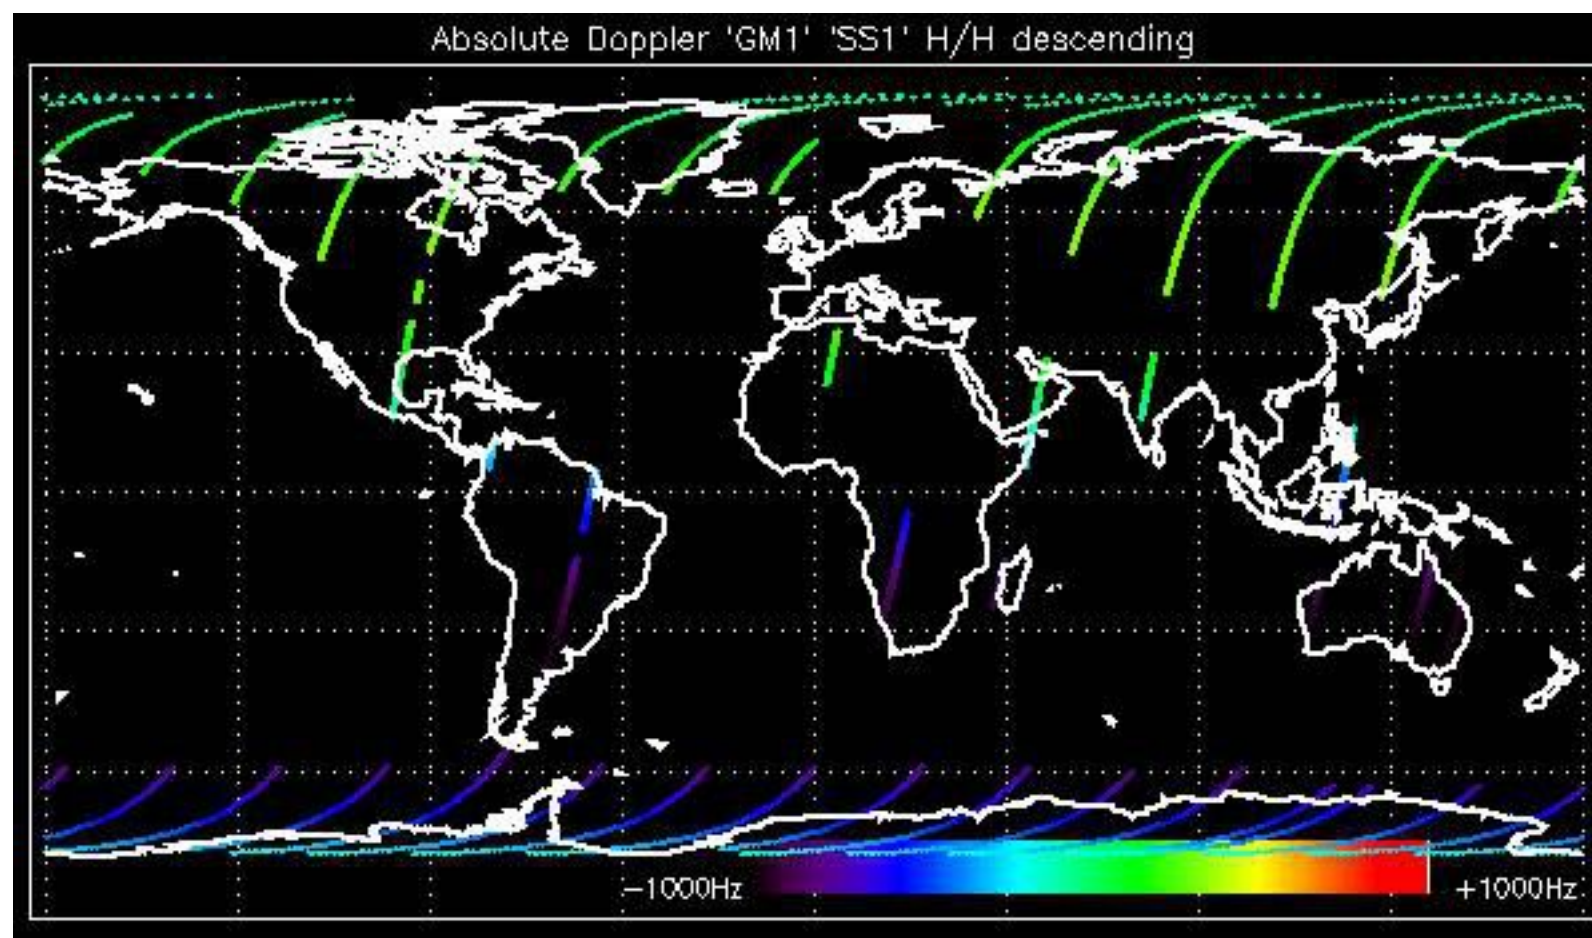 Absolute Doppler 'GM1' 'SS1' H/H descending
-1000Hz +1000Hz